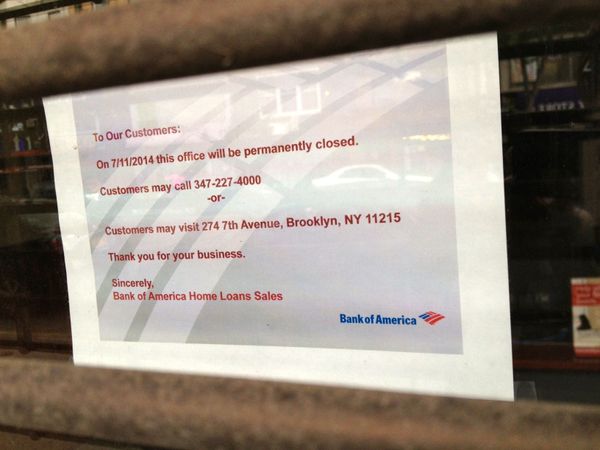 To Our Customers:
On 7/11/2014 this office will be permanently closed.
Customers may call 347-227-4000
-or-
Customers may visit 274 7th Avenue, Brooklyn, NY 11215
Thank you for your business.
Sincerely,
Bank of America Home Loans Sales
Bank of America